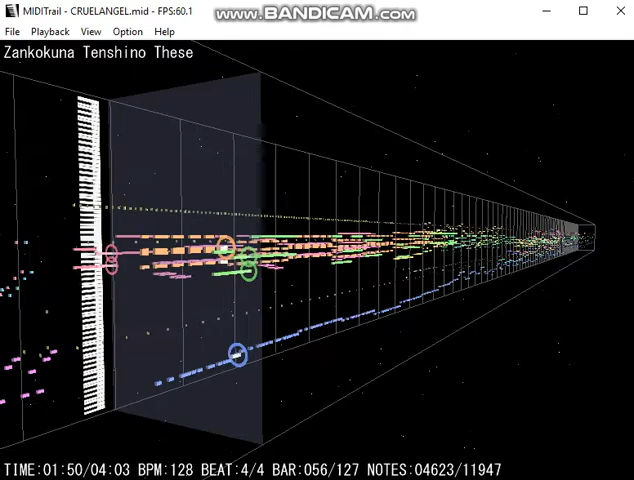 MIDITrail - CRUELANGEL.mid - FPS:60.1
www.BANDICAM.com
File Playback View Option Help
Zankokuna Tenshino These
TIME:01:50/04:03 BPM:128 BEAT:4/4 BAR:056/127 NOTES:04623/11947